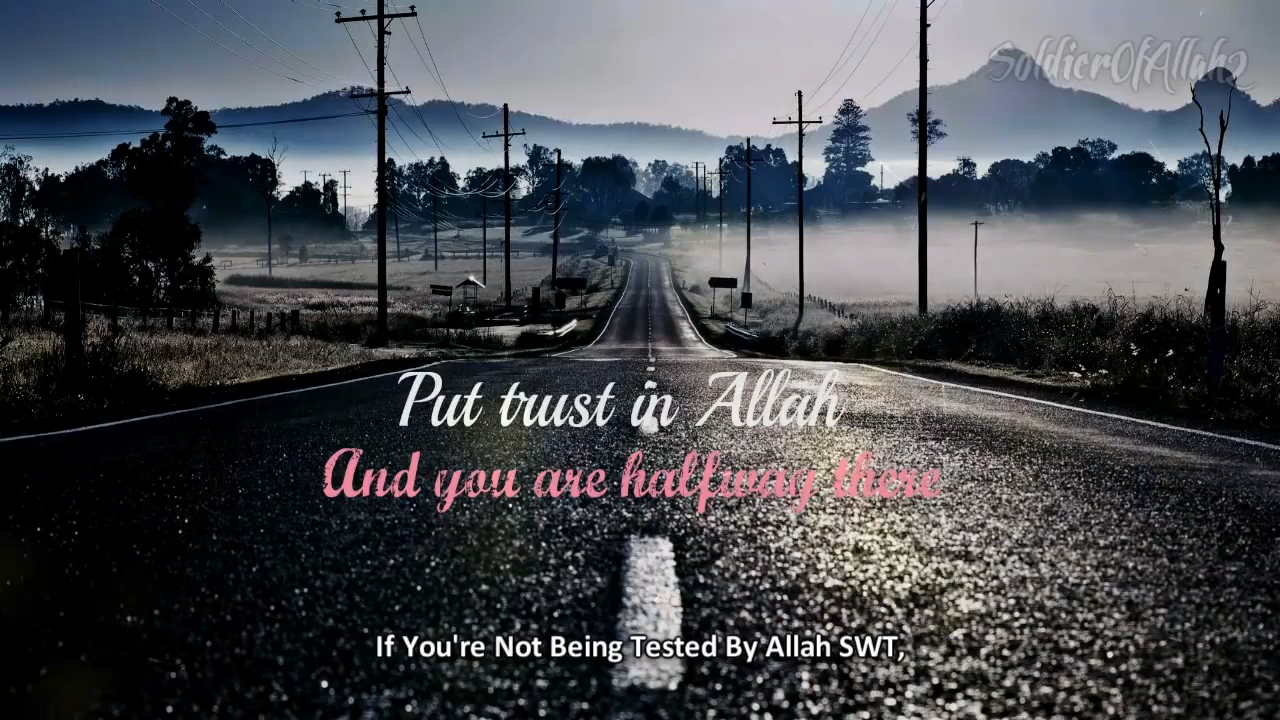 SoldierOfAllah2
Put trust in Allah
And you are halfway there
If You're Not Being Tested By Allah SWT,